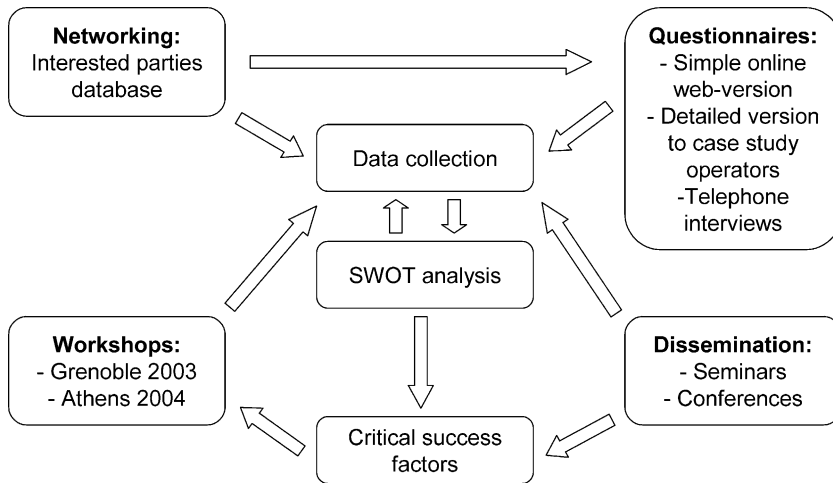 Networking:
Interested parties
database
Questionnaires:
- Simple online
web-version
- Detailed version
to case study
operators
-Telephone
interviews
Data collection
SWOT analysis
Workshops:
- Grenoble 2003
- Athens 2004
Dissemination:
- Seminars
- Conferences
Critical success
factors